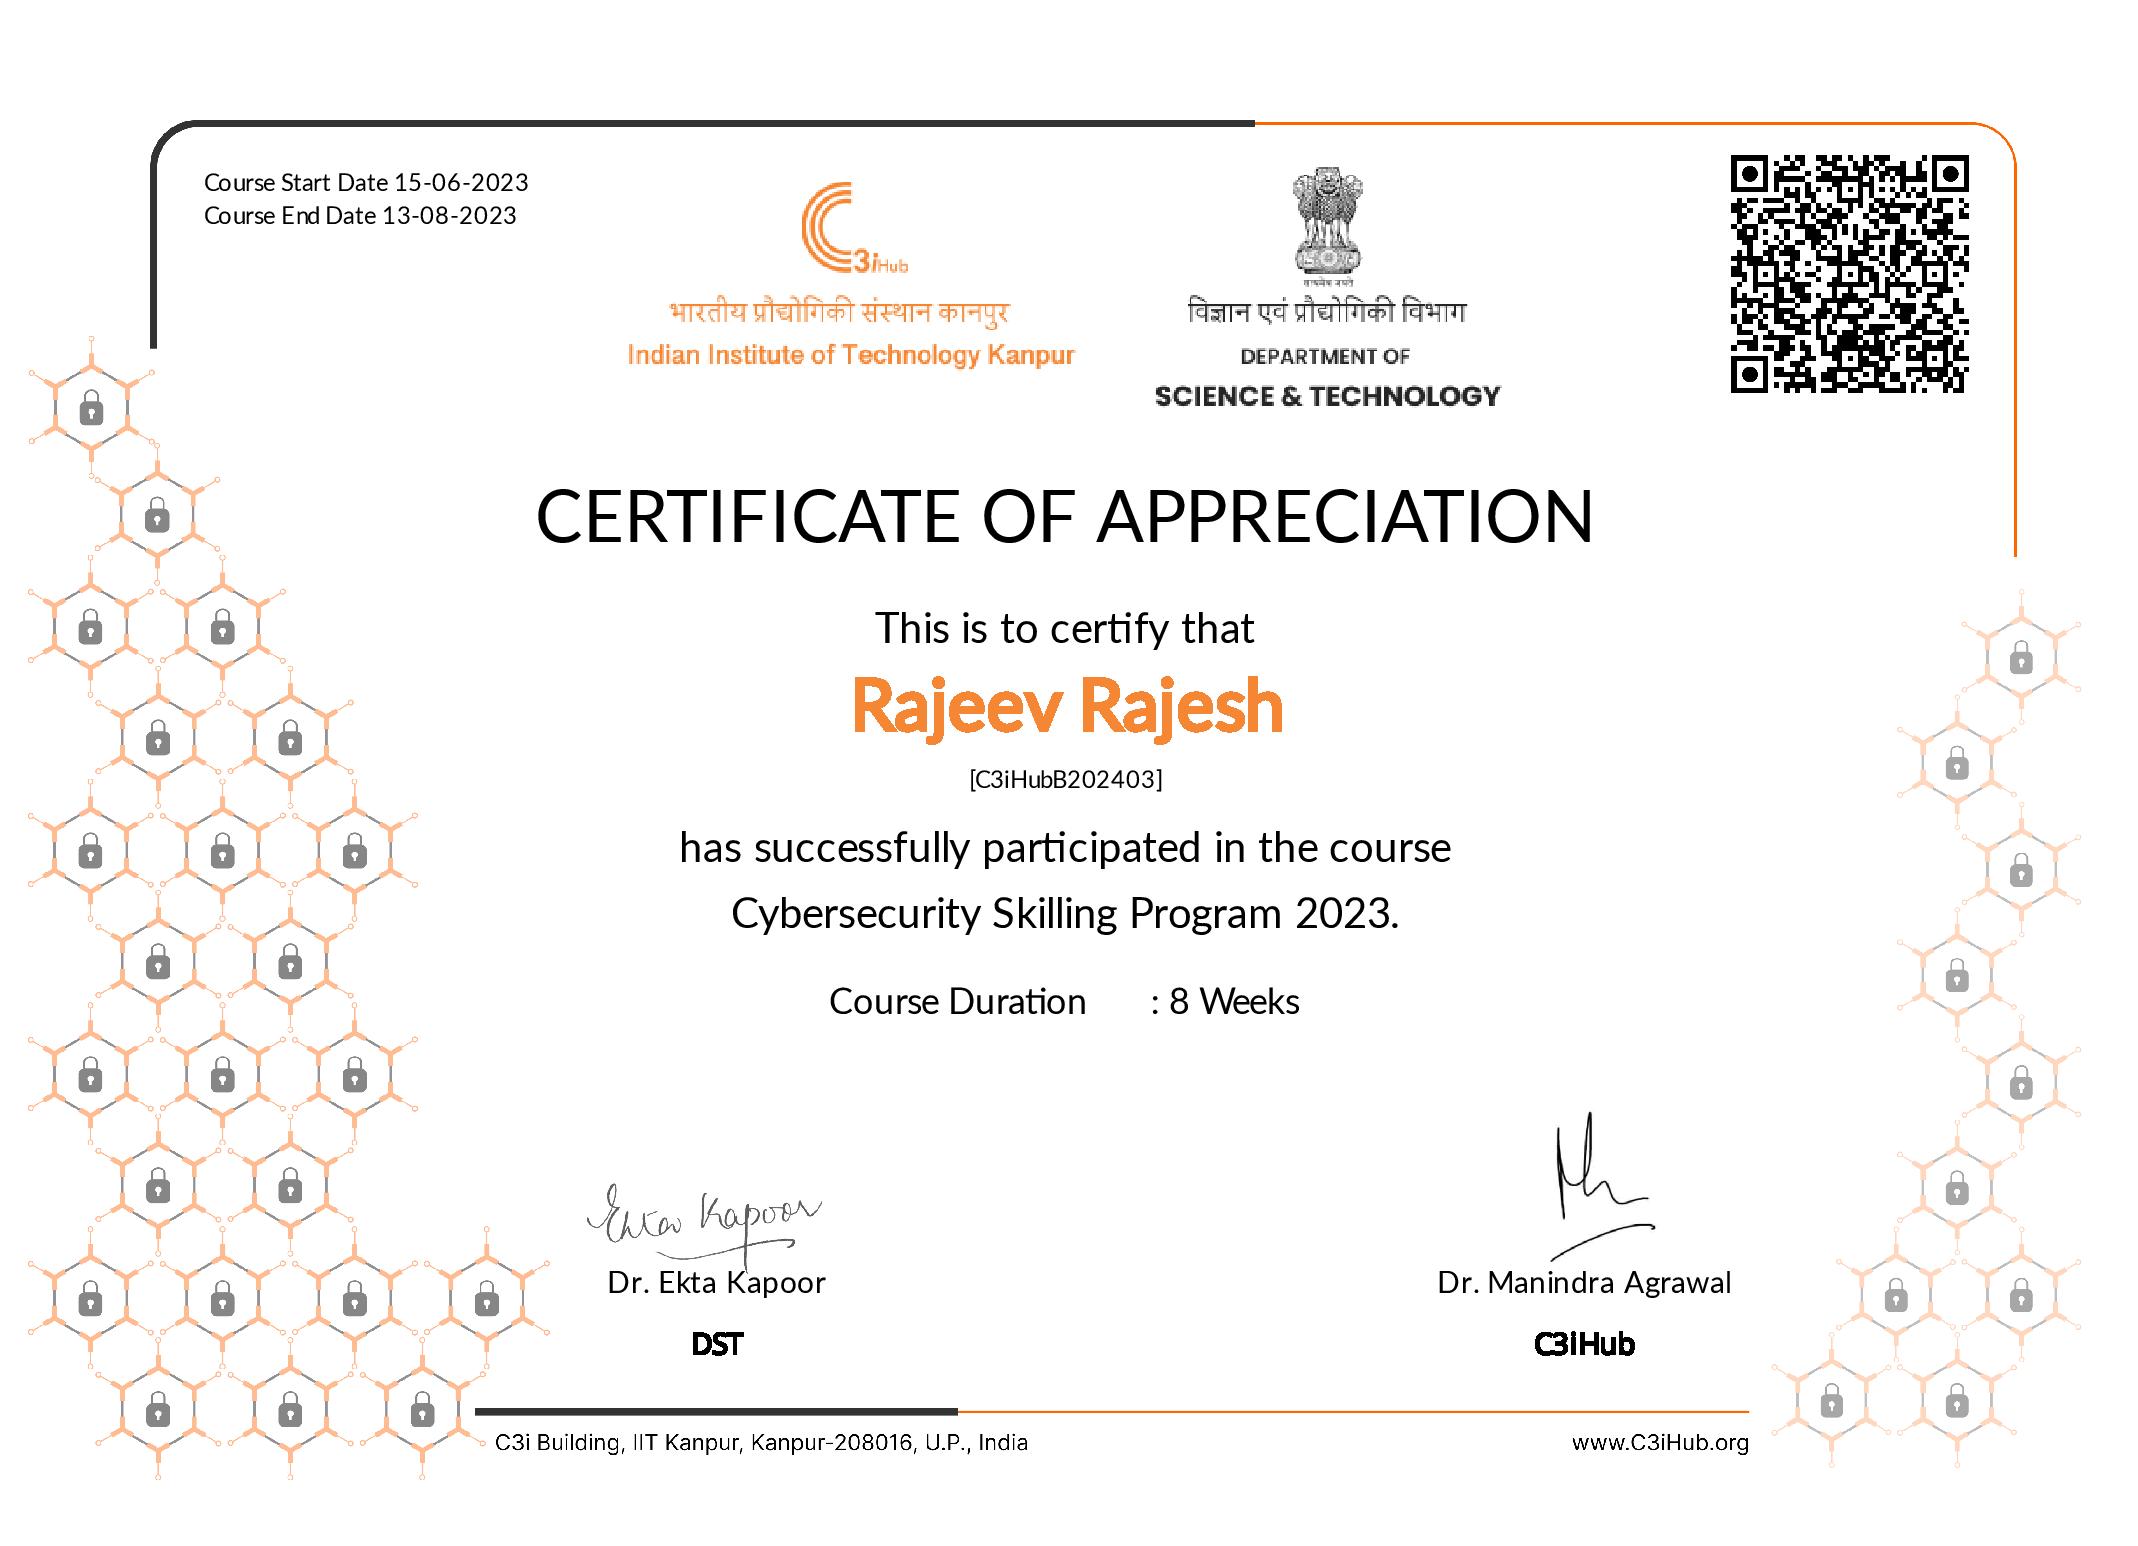 Course Start Date 15-06-2023
Course End Date 13-08-2023
C3iHub
भारतीय प्रौद्योगिकी संस्थान कानपुर
Indian Institute of Technology Kanpur
सत्यमेव जयते
विज्ञान एवं प्रौद्योगिकी विभाग
DEPARTMENT OF
SCIENCE & TECHNOLOGY
CERTIFICATE OF APPRECIATION
This is to certify that
Rajeev Rajesh
[C3iHubB202403]
has successfully participated in the course
Cybersecurity Skilling Program 2023.
Course Duration : 8 Weeks
Ekta Kapoor
Dr. Ekta Kapoor
DST
Dr. Manindra Agrawal
C3iHub
C3i Building, IIT Kanpur, Kanpur-208016, U.P., India
www.C3iHub.org